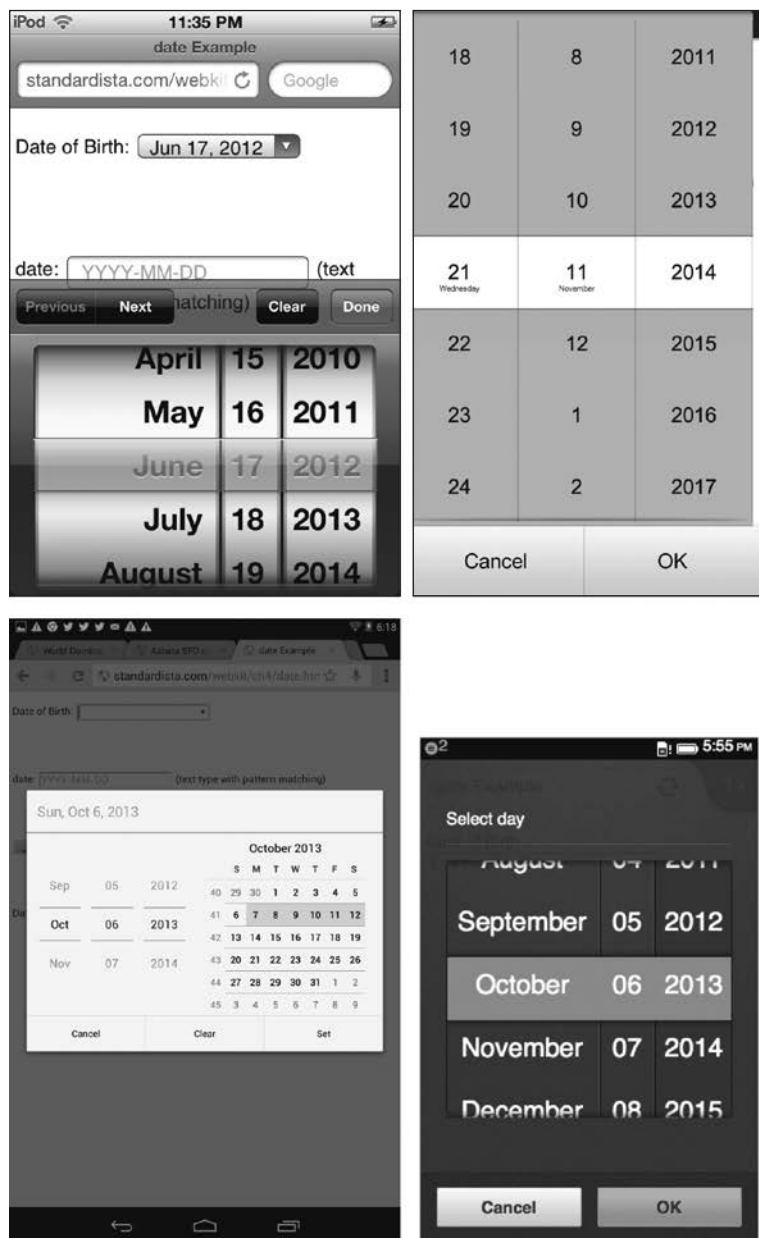 iPod 11:35 PM
date Example
standardista.com/webki
Google
Date of Birth: Jun 17, 2012
date: YYYY-MM-DD (text
Previous Next atching) Clear Done
April 15 2010
May 16 2011
June 17 2012
July 18 2013
August 19 2014
18 8 2011
19 9 2012
20 10 2013
21 11 2014
Wednesday November
22 12 2015
23 1 2016
24 2 2017
Cancel OK
6:18
date Example
standardista.com/webkit/ch4/date.htm
Date of Birth:
date: YYYY-MM-DD (text type with pattern matching)
Sun, Oct 6, 2013
October 2013
S M T W T F S
40 29 30 1 2 3 4 5
41 6 7 8 9 10 11 12
42 13 14 15 16 17 18 19
43 20 21 22 23 24 25 26
44 27 28 29 30 31 1 2
45 3 4 5 6 7 8 9
Sep 05 2012
Oct 06 2013
Nov 07 2014
Da
Cancel Clear Set
2 5:55 PM
Select day
August 04 2011
September 05 2012
October 06 2013
November 07 2014
December 08 2015
Cancel OK